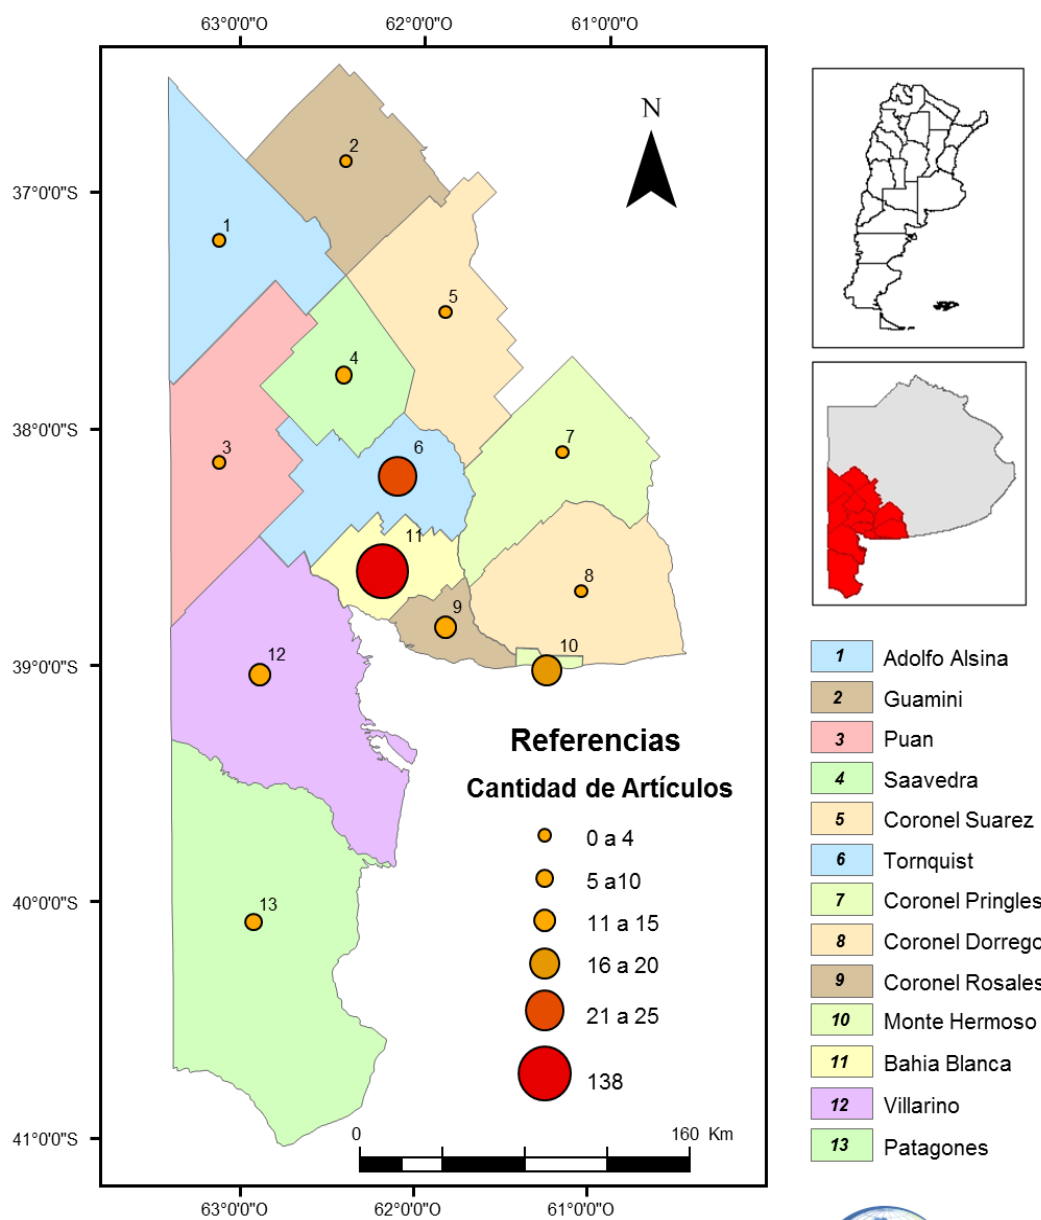 63°0'0"O 62°0'0"O 61°0'0"O
N
37°0'0"S
38°0'0"S
39°0'0"S
40°0'0"S
41°0'0"S
2
1
5
4
7
3
6
11
8
9
10
12
13
Referencias
Cantidad de Artículos
0 a 4
5 a10
11 a 15
16 a 20
21 a 25
138
0 160 Km
63°0'0"O 62°0'0"O 61°0'0"O
1 Adolfo Alsina
2 Guamini
3 Puan
4 Saavedra
5 Coronel Suarez
6 Tornquist
7 Coronel Pringles
8 Coronel Dorrego
9 Coronel Rosales
10 Monte Hermoso
11 Bahia Blanca
12 Villarino
13 Patagones